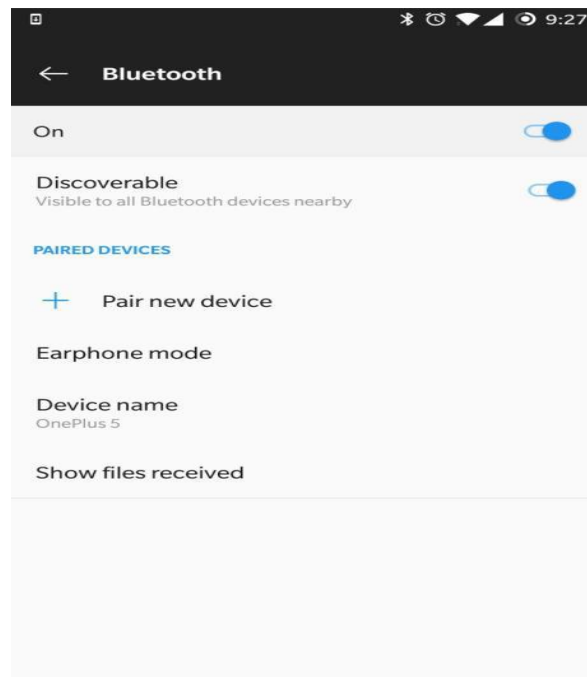 9:27
Bluetooth
On
Discoverable
Visible to all Bluetooth devices nearby
PAIRED DEVICES
Pair new device
Earphone mode
Device name
OnePlus 5
Show files received